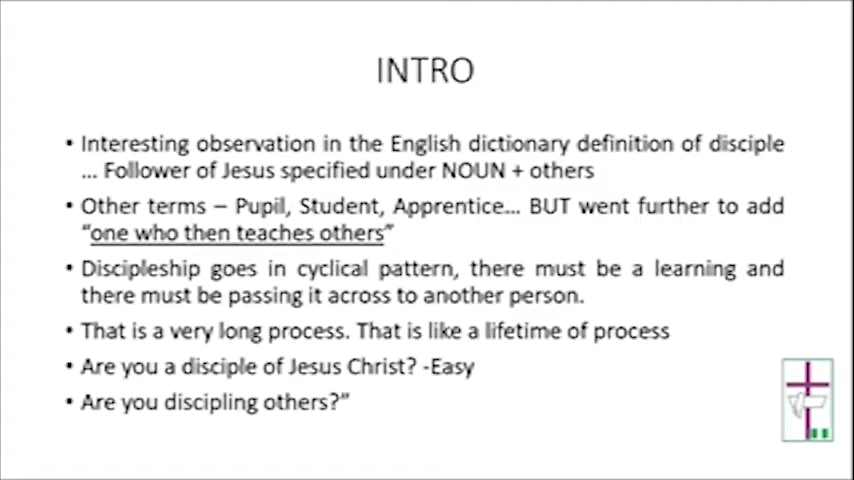 INTRO
• Interesting observation in the English dictionary definition of disciple
... Follower of Jesus specified under NOUN + others
• Other terms – Pupil, Student, Apprentice... BUT went further to add
“one who then teaches others”
• Discipleship goes in cyclical pattern, there must be a learning and
there must be passing it across to another person.
• That is a very long process. That is like a lifetime of process
• Are you a disciple of Jesus Christ? -Easy
• Are you discipling others?”